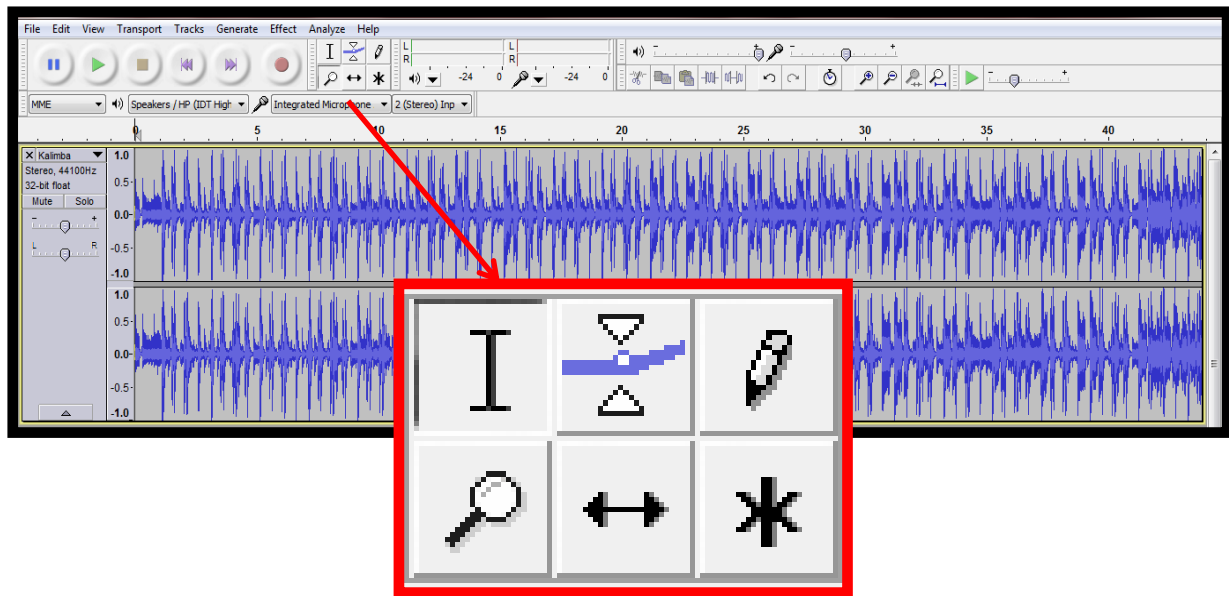 File Edit View Transport Tracks Generate Effect Analyze Help
L L
R R
-24 0 -24 0
MME Speakers / HP (IDT High Integrated Microphone 2 (Stereo) Inp
0 5 10 15 20 25 30 35 40
X Kalimba
Stereo, 44100Hz
32-bit float
Mute Solo
- +
L R
1.0
0.5-
0.0-
-0.5-
-1.0
1.0
0.5-
0.0-
-0.5-
-1.0